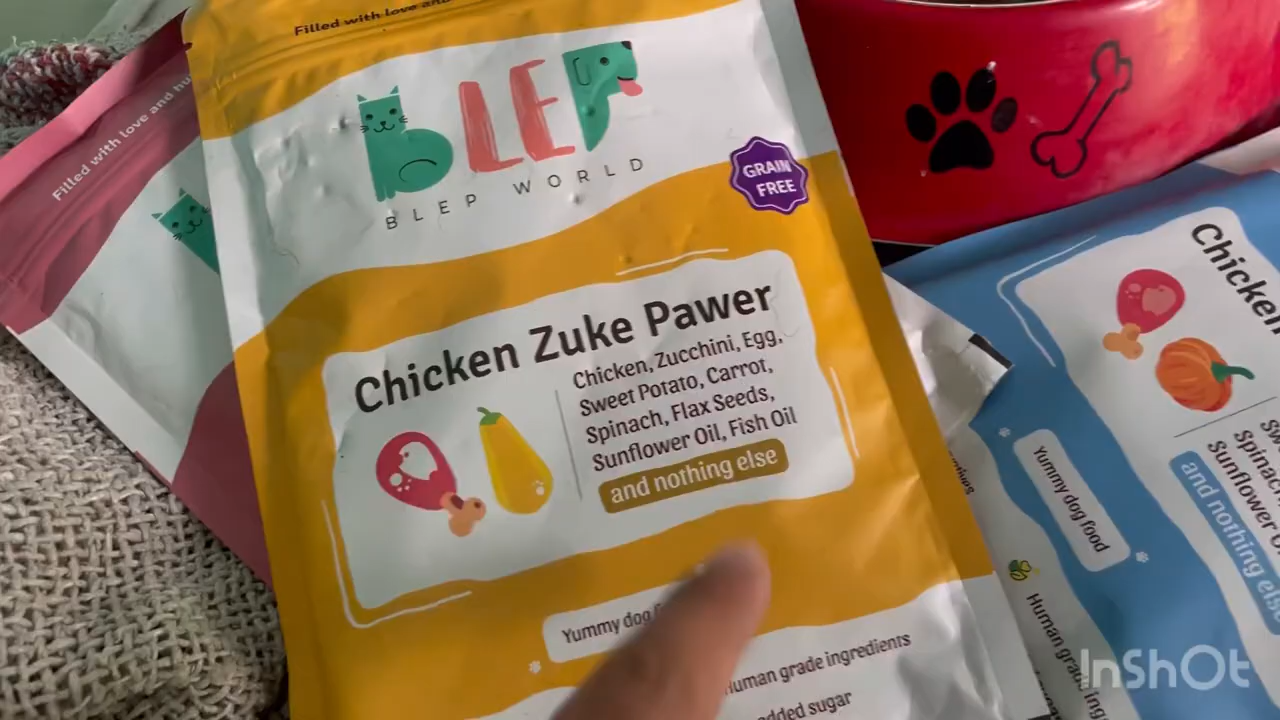 Filled with love and
BLEP
BLEP WORLD
GRAIN
FREE
Chicken Zuke Pawer
Chicken, Zucchini, Egg,
Sweet Potato, Carrot,
Spinach, Flax Seeds,
Sunflower Oil, Fish Oil
and nothing else
Yummy dog
Human grade ingredients
added sugar
Filled with love and
Chicken
Spinac
Sunflower
and nothing els
Yummy dog food
Human grade
InShOt